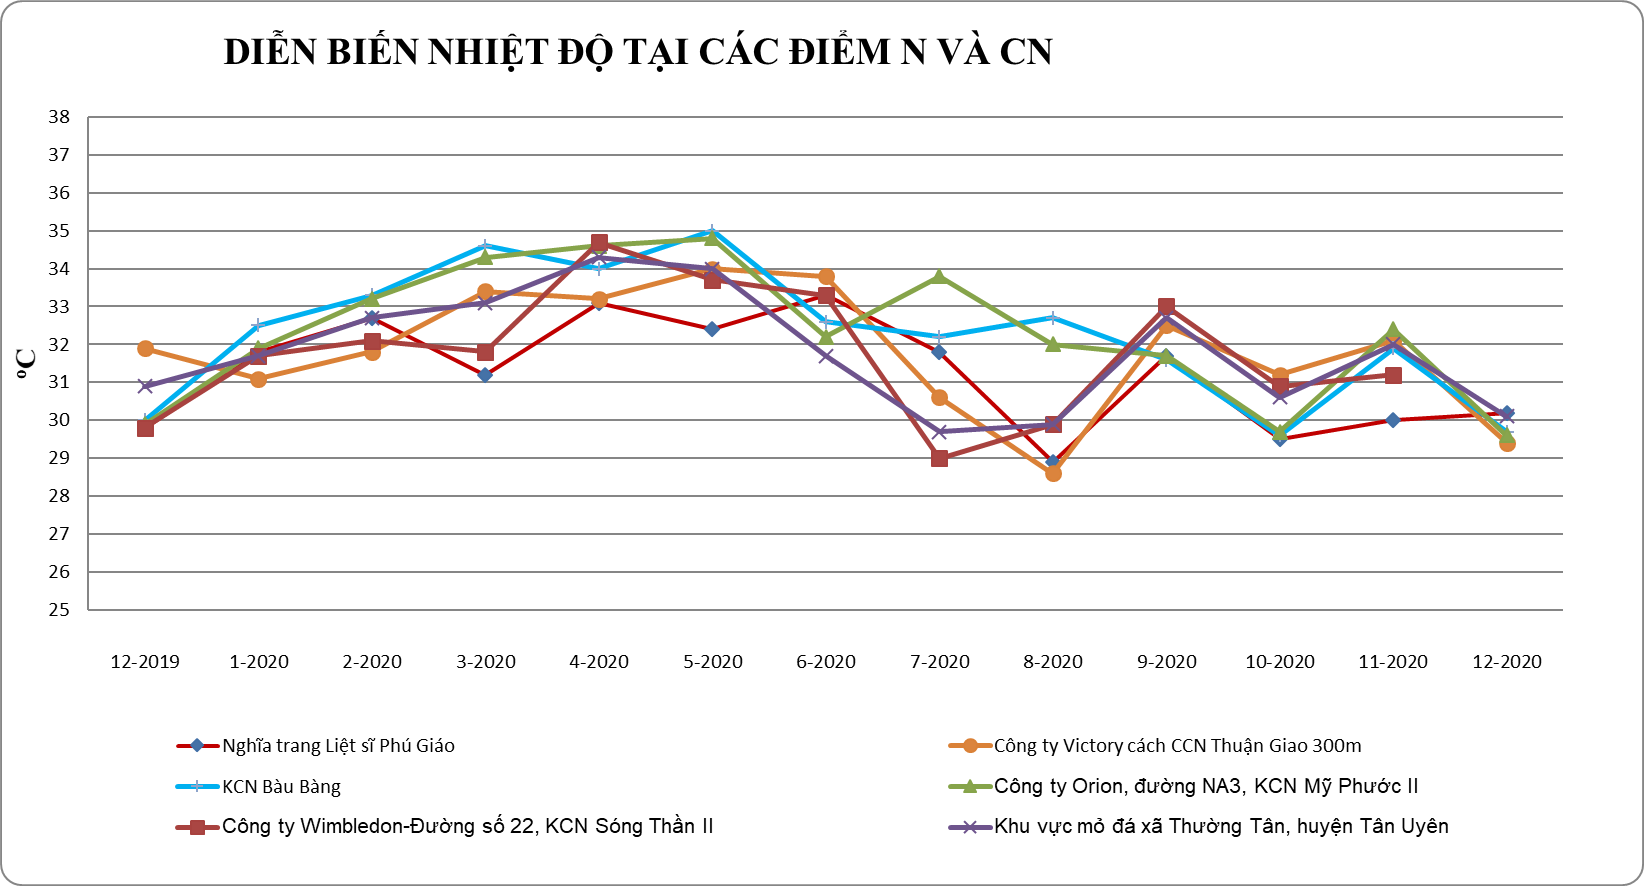 DIỄN BIẾN NHIỆT ĐỘ TẠI CÁC ĐIỂM N VÀ CN
38
37
36
35
34
33
32
31
30
29
28
27
26
25
ºC
12-2019 1-2020 2-2020 3-2020 4-2020 5-2020 6-2020 7-2020 8-2020 9-2020 10-2020 11-2020 12-2020
Nghĩa trang Liệt sĩ Phú Giáo
Công ty Victory cách CCN Thuận Giao 300m
KCN Bàu Bàng
Công ty Orion, đường NA3, KCN Mỹ Phước II
Công ty Wimbledon-Đường số 22, KCN Sóng Thần II
Khu vực mỏ đá xã Thường Tân, huyện Tân Uyên